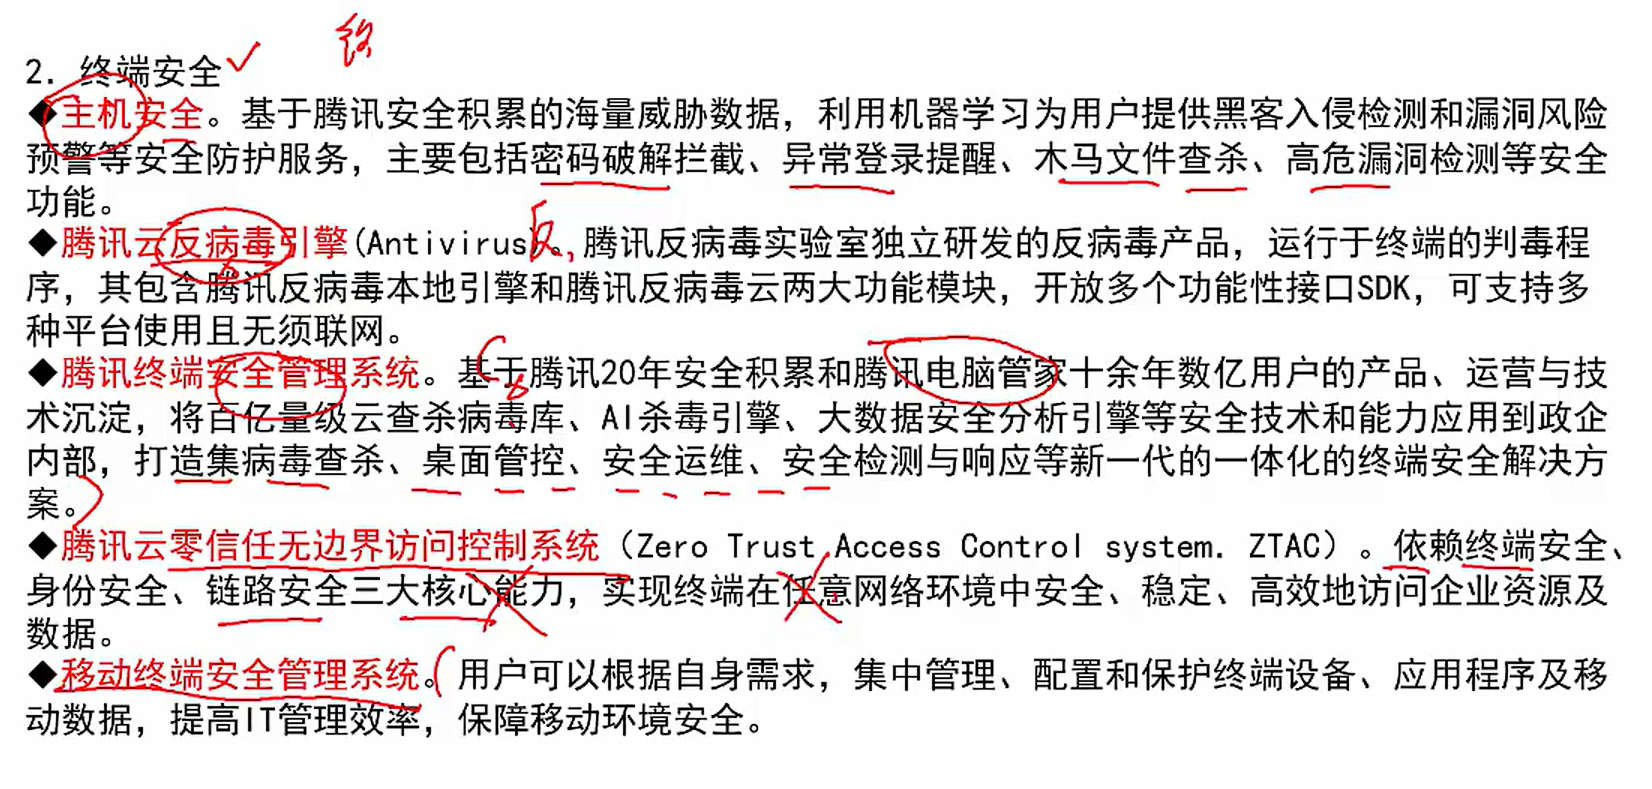 2. 终端安全
◆主机安全。基于腾讯安全积累的海量威胁数据，利用机器学习为用户提供黑客入侵检测和漏洞风险
预警等安全防护服务，主要包括密码破解拦截、异常登录提醒、木马文件查杀、高危漏洞检测等安全
功能。
◆腾讯云反病毒引擎(Antivirus)。腾讯反病毒实验室独立研发的反病毒产品，运行于终端的判毒程
序，其包含腾讯反病毒本地引擎和腾讯反病毒云两大功能模块，开放多个功能性接口SDK，可支持多
种平台使用且无须联网。
◆腾讯终端安全管理系统。基于腾讯20年安全积累和腾讯电脑管家十余年数亿用户的产品、运营与技
术沉淀，将百亿量级云查杀病毒库、AI杀毒引擎、大数据安全分析引擎等安全技术和能力应用到政企
内部，打造集病毒查杀、桌面管控、安全运维、安全检测与响应等新一代的一体化的终端安全解决方
案。
◆腾讯云零信任无边界访问控制系统（Zero Trust Access Control system. ZTAC）。依赖终端安全、
身份安全、链路安全三大核心能力，实现终端在任意网络环境中安全、稳定、高效地访问企业资源及
数据。
◆移动终端安全管理系统。用户可以根据自身需求，集中管理、配置和保护终端设备、应用程序及移
动数据，提高IT管理效率，保障移动环境安全。